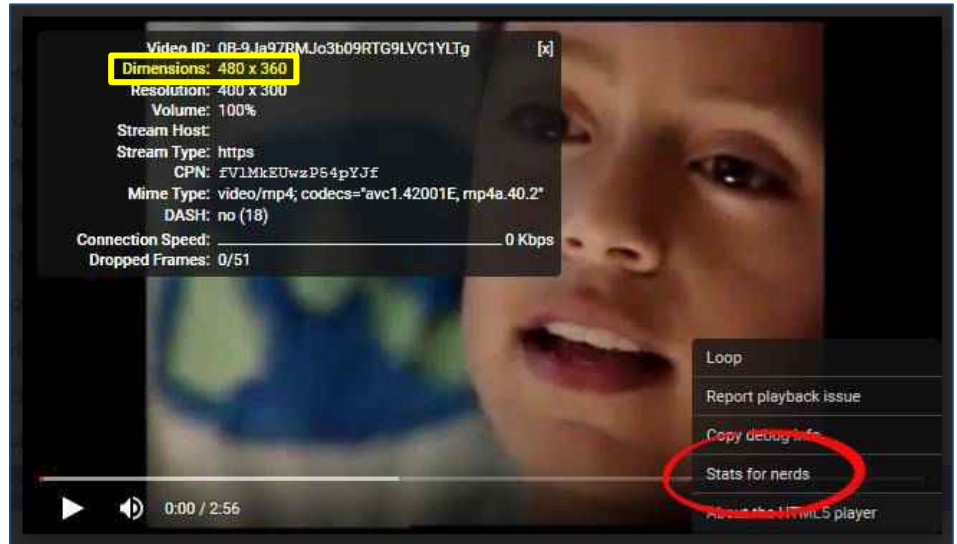 Video ID: 0B-9Ja97RMJo3b09RTG9LVC1YLTg [x]
Dimensions: 480 x 360
Resolution: 400 x 300
Volume: 100%
Stream Host:
Stream Type: https
CPN: fVlMkEUwzP54pYJf
Mime Type: video/mp4; codecs="avc1.42001E, mp4a.40.2"
DASH: no (18)
Connection Speed: 0 Kbps
Dropped Frames: 0/51
Loop
Report playback issue
Copy debug info
Stats for nerds
About the HTML5 player
0:00 / 2:56